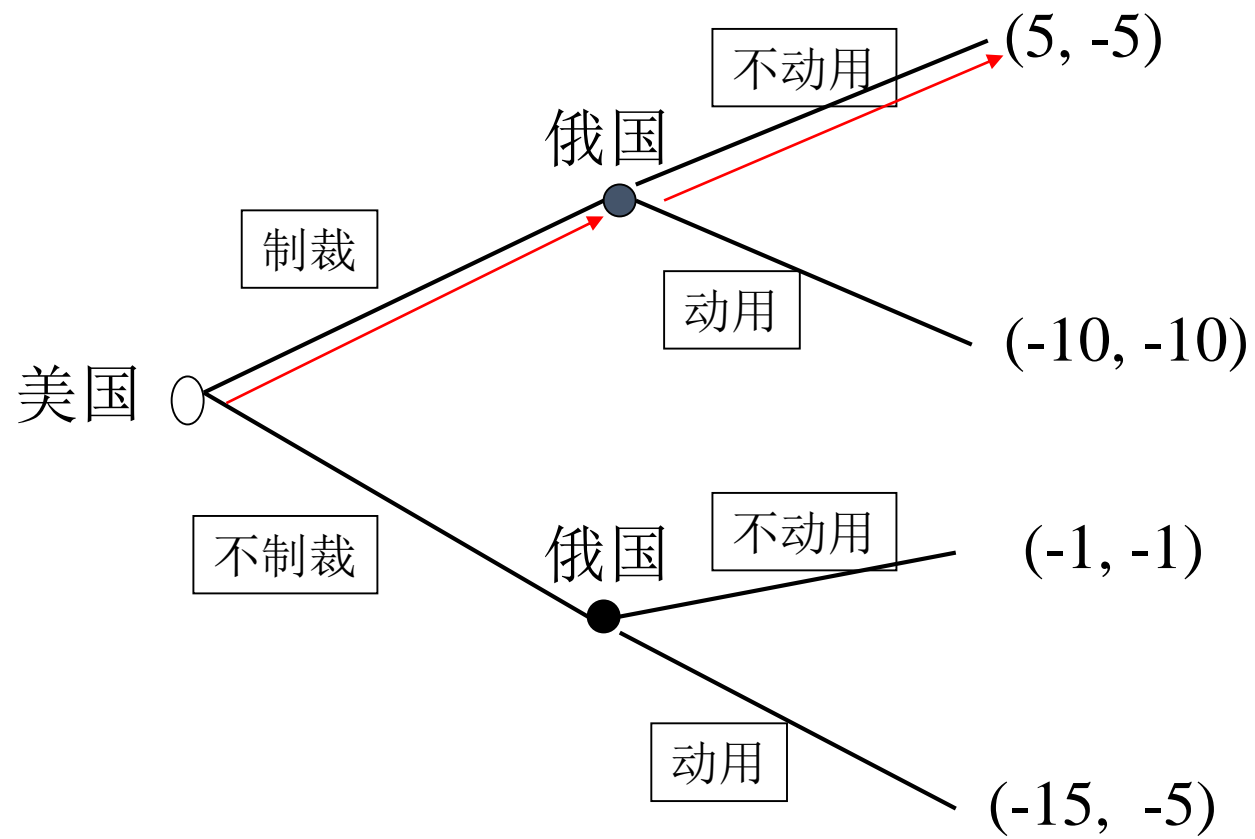 (5, -5)
不动用
俄国
制裁
动用
(-10, -10)
美国
不制裁
俄国
不动用
(-1, -1)
动用
(-15, -5)